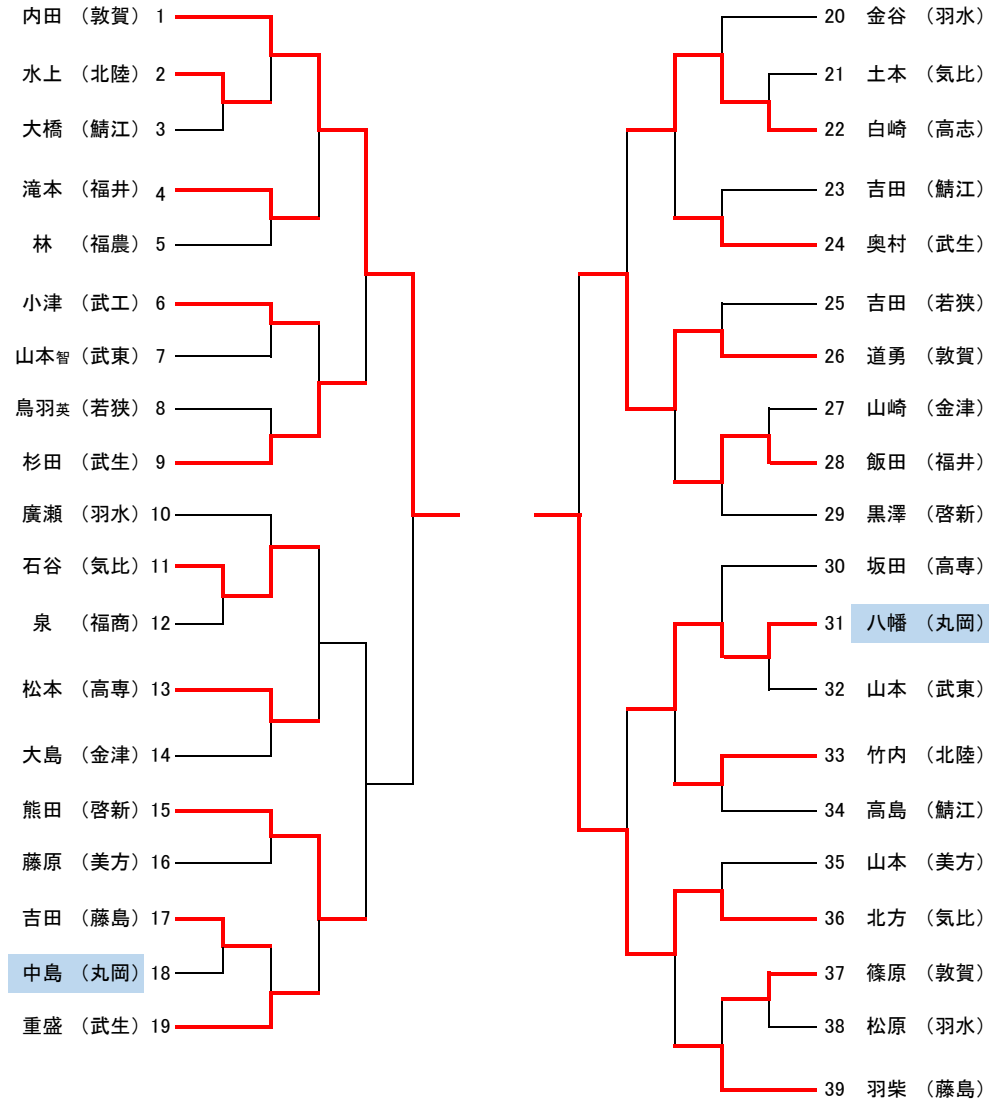 内田 （敦賀） 1
水上 （北陸） 2
大橋 （鯖江） 3
滝本 （福井） 4
林 （福農） 5
小津 （武工） 6
山本智 （武東） 7
鳥羽英 （若狭） 8
杉田 （武生） 9
廣瀬 （羽水） 10
石谷 （気比） 11
泉 （福商） 12
松本 （高専） 13
大島 （金津） 14
熊田 （啓新） 15
藤原 （美方） 16
吉田 （藤島） 17
中島 （丸岡） 18
重盛 （武生） 19
20 金谷 （羽水）
21 土本 （気比）
22 白崎 （高志）
23 吉田 （鯖江）
24 奥村 （武生）
25 吉田 （若狭）
26 道勇 （敦賀）
27 山崎 （金津）
28 飯田 （福井）
29 黒澤 （啓新）
30 坂田 （高専）
31 八幡 （丸岡）
32 山本 （武東）
33 竹内 （北陸）
34 高島 （鯖江）
35 山本 （美方）
36 北方 （気比）
37 篠原 （敦賀）
38 松原 （羽水）
39 羽柴 （藤島）